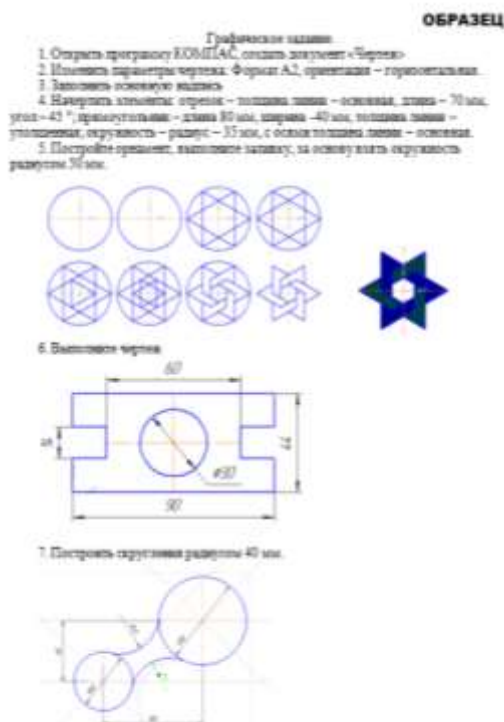 ОБРАЗЕЦ
Графическое задание
1. Открыть программу КОМПАС, создать документ «Чертеж»
2. Изменить параметры чертежа. Формат А2, ориентация – горизонтальная.
3. Заполнить основную надпись
4. Начертить элементы: отрезок – толщина линии – основная, длина – 70 мм,
угол – 45 °; прямоугольник – длина 80 мм, ширина -40 мм, толщина линии –
утолщенная, окружность – радиус – 35 мм, с осями толщина линии – основная.
5. Постройте орнамент, выполните заливку, за основу взять окружность
радиусом 50 мм.
6. Выполните чертеж
60
44
ø30
90
7. Построить скругления радиусом 40 мм.